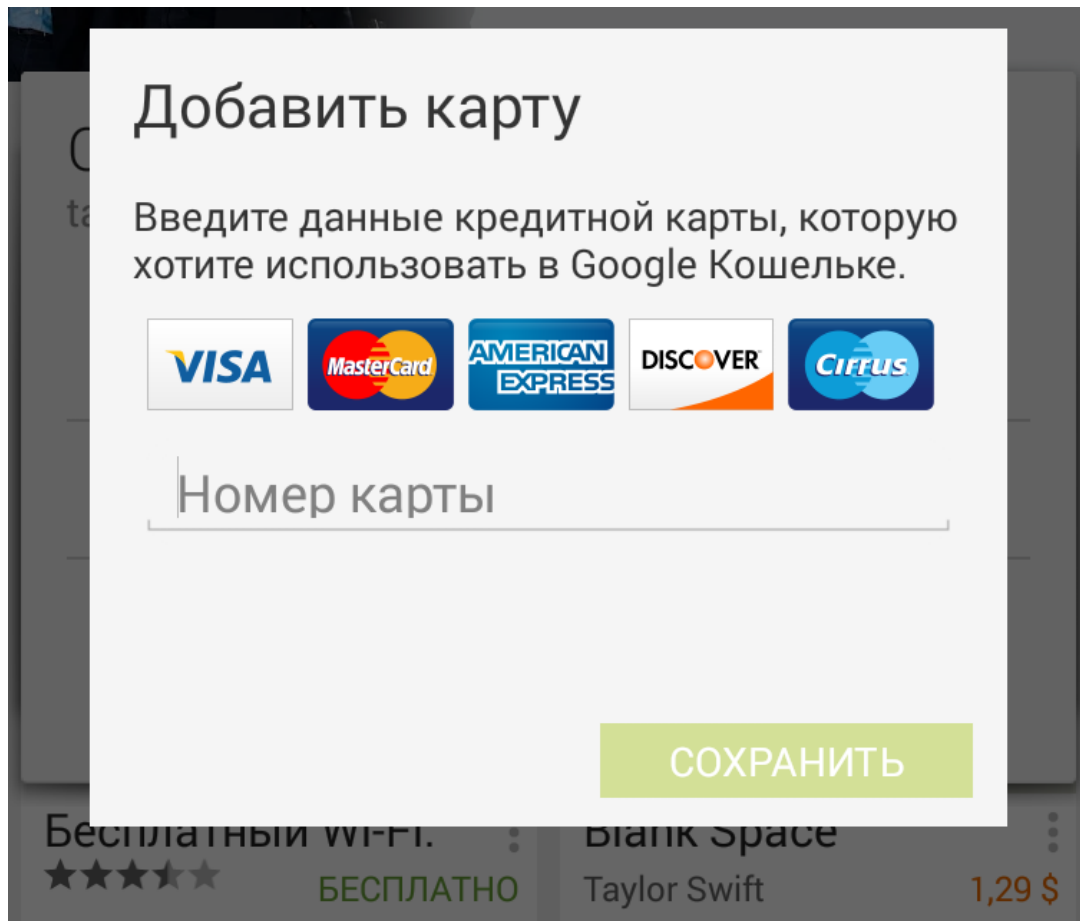 Добавить карту
Введите данные кредитной карты, которую
хотите использовать в Google Кошельке.
VISA MasterCard AMERICAN EXPRESS DISCOVER Cirrus
Номер карты
СОХРАНИТЬ
Бесплатный Wi-Fi. Blank Space
БЕСПЛАТНО Taylor Swift 1,29 $